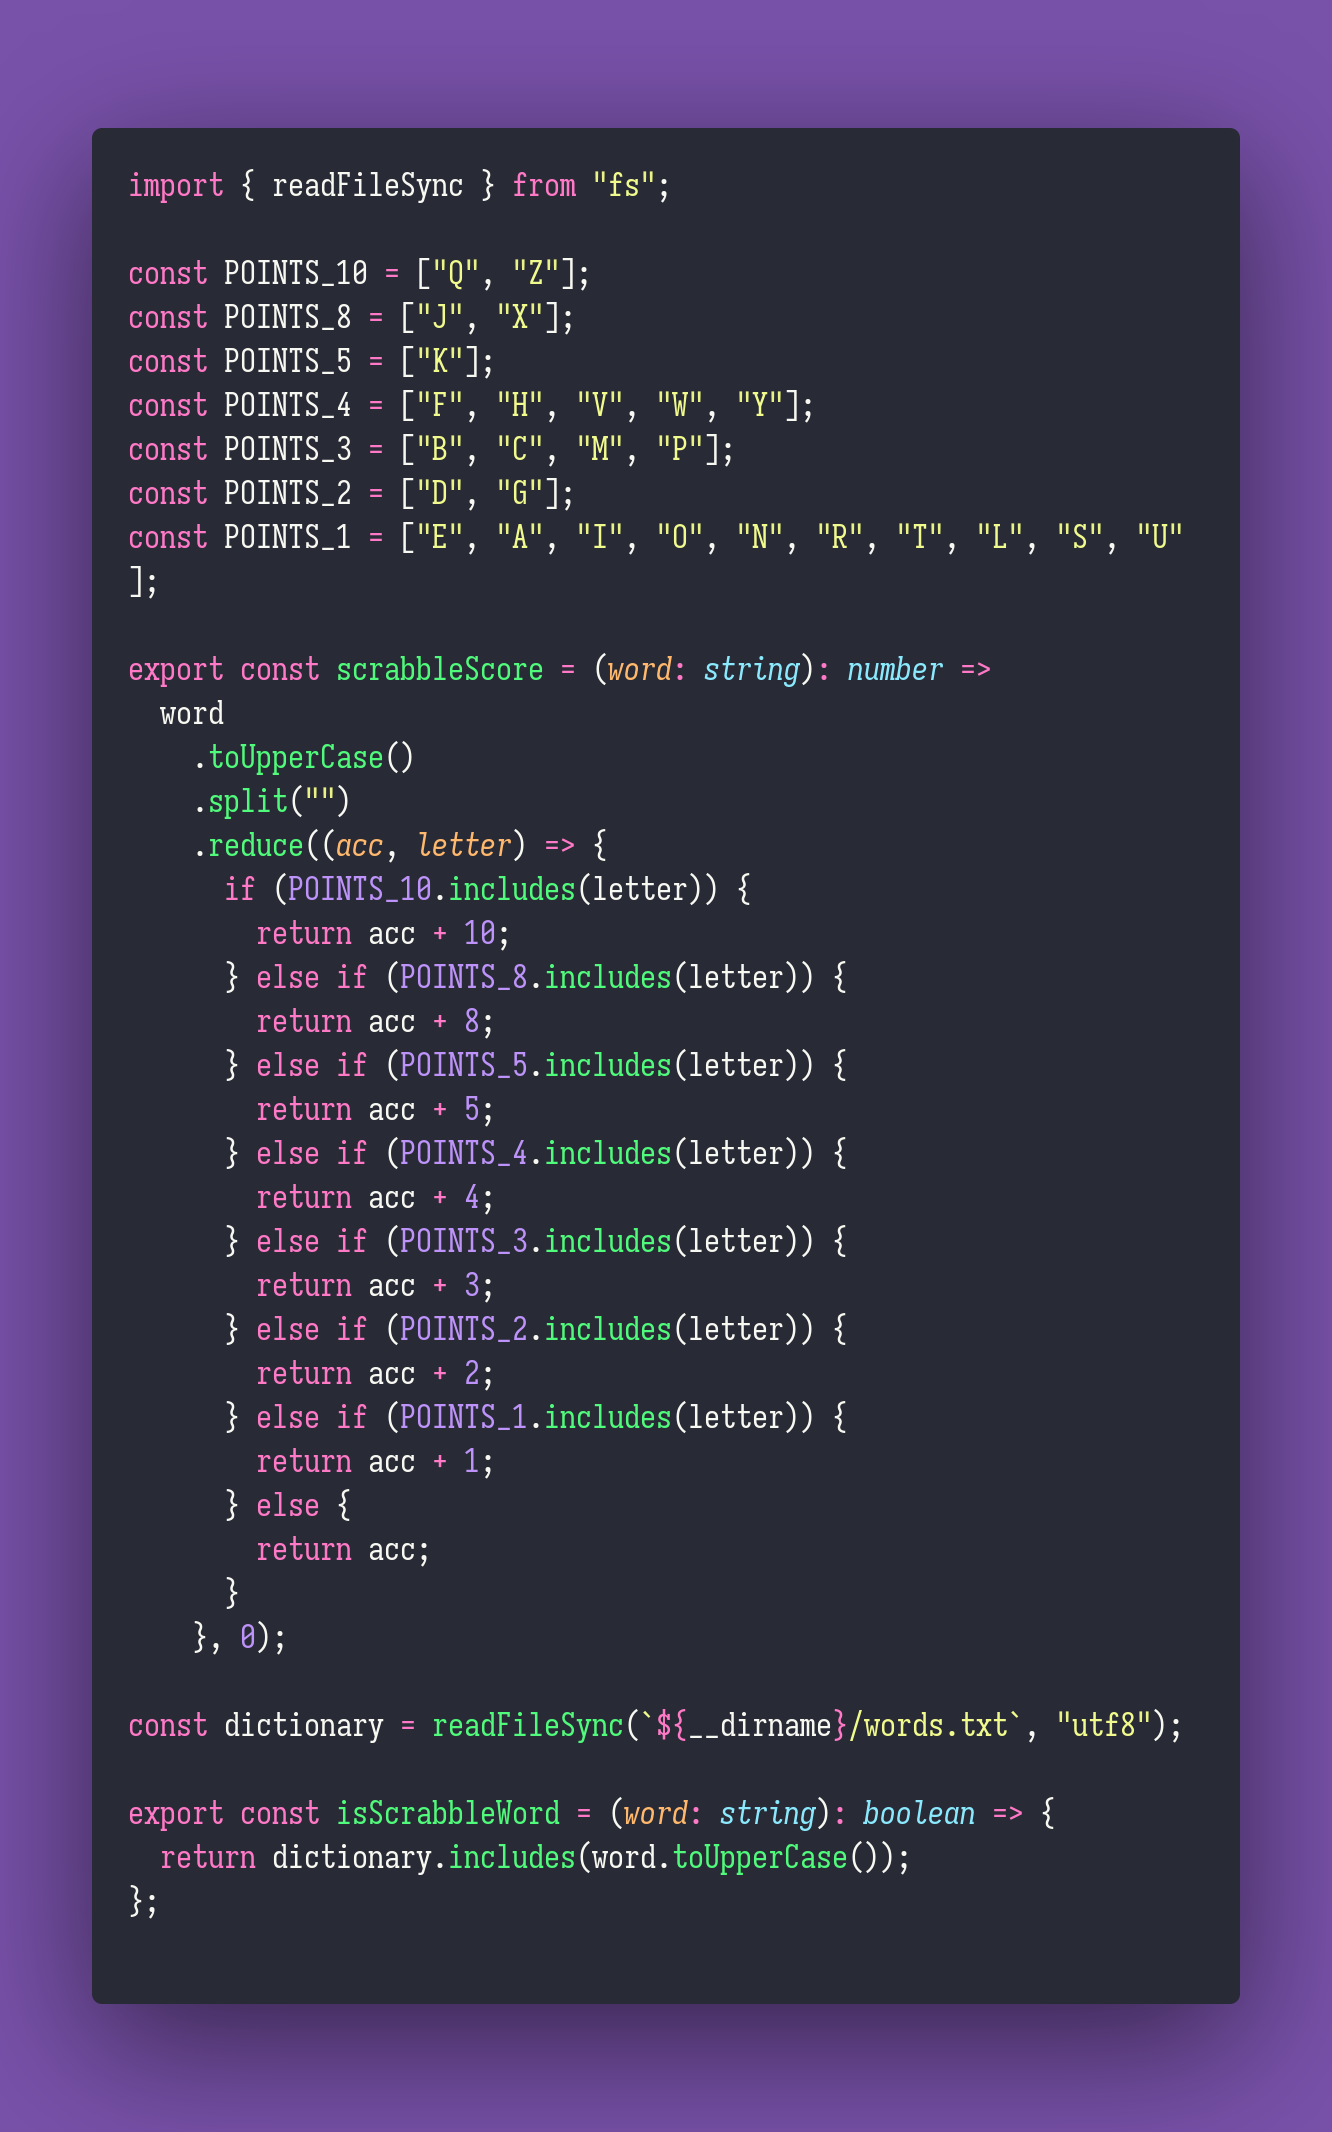 import { readFileSync } from "fs";

const POINTS_10 = ["Q", "Z"];
const POINTS_8 = ["J", "X"];
const POINTS_5 = ["K"];
const POINTS_4 = ["F", "H", "V", "W", "Y"];
const POINTS_3 = ["B", "C", "M", "P"];
const POINTS_2 = ["D", "G"];
const POINTS_1 = ["E", "A", "I", "O", "N", "R", "T", "L", "S", "U"
];

export const scrabbleScore = (word: string): number =>
  word
    .toUpperCase()
    .split("")
    .reduce((acc, letter) => {
      if (POINTS_10.includes(letter)) {
        return acc + 10;
      } else if (POINTS_8.includes(letter)) {
        return acc + 8;
      } else if (POINTS_5.includes(letter)) {
        return acc + 5;
      } else if (POINTS_4.includes(letter)) {
        return acc + 4;
      } else if (POINTS_3.includes(letter)) {
        return acc + 3;
      } else if (POINTS_2.includes(letter)) {
        return acc + 2;
      } else if (POINTS_1.includes(letter)) {
        return acc + 1;
      } else {
        return acc;
      }
    }, 0);

const dictionary = readFileSync(`${__dirname}/words.txt`, "utf8");

export const isScrabbleWord = (word: string): boolean => {
  return dictionary.includes(word.toUpperCase());
};